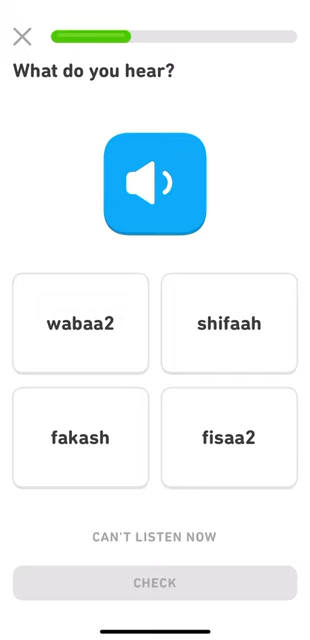 What do you hear?
wabaa2
shifaah
fakash
fisaa2
CAN'T LISTEN NOW
CHECK